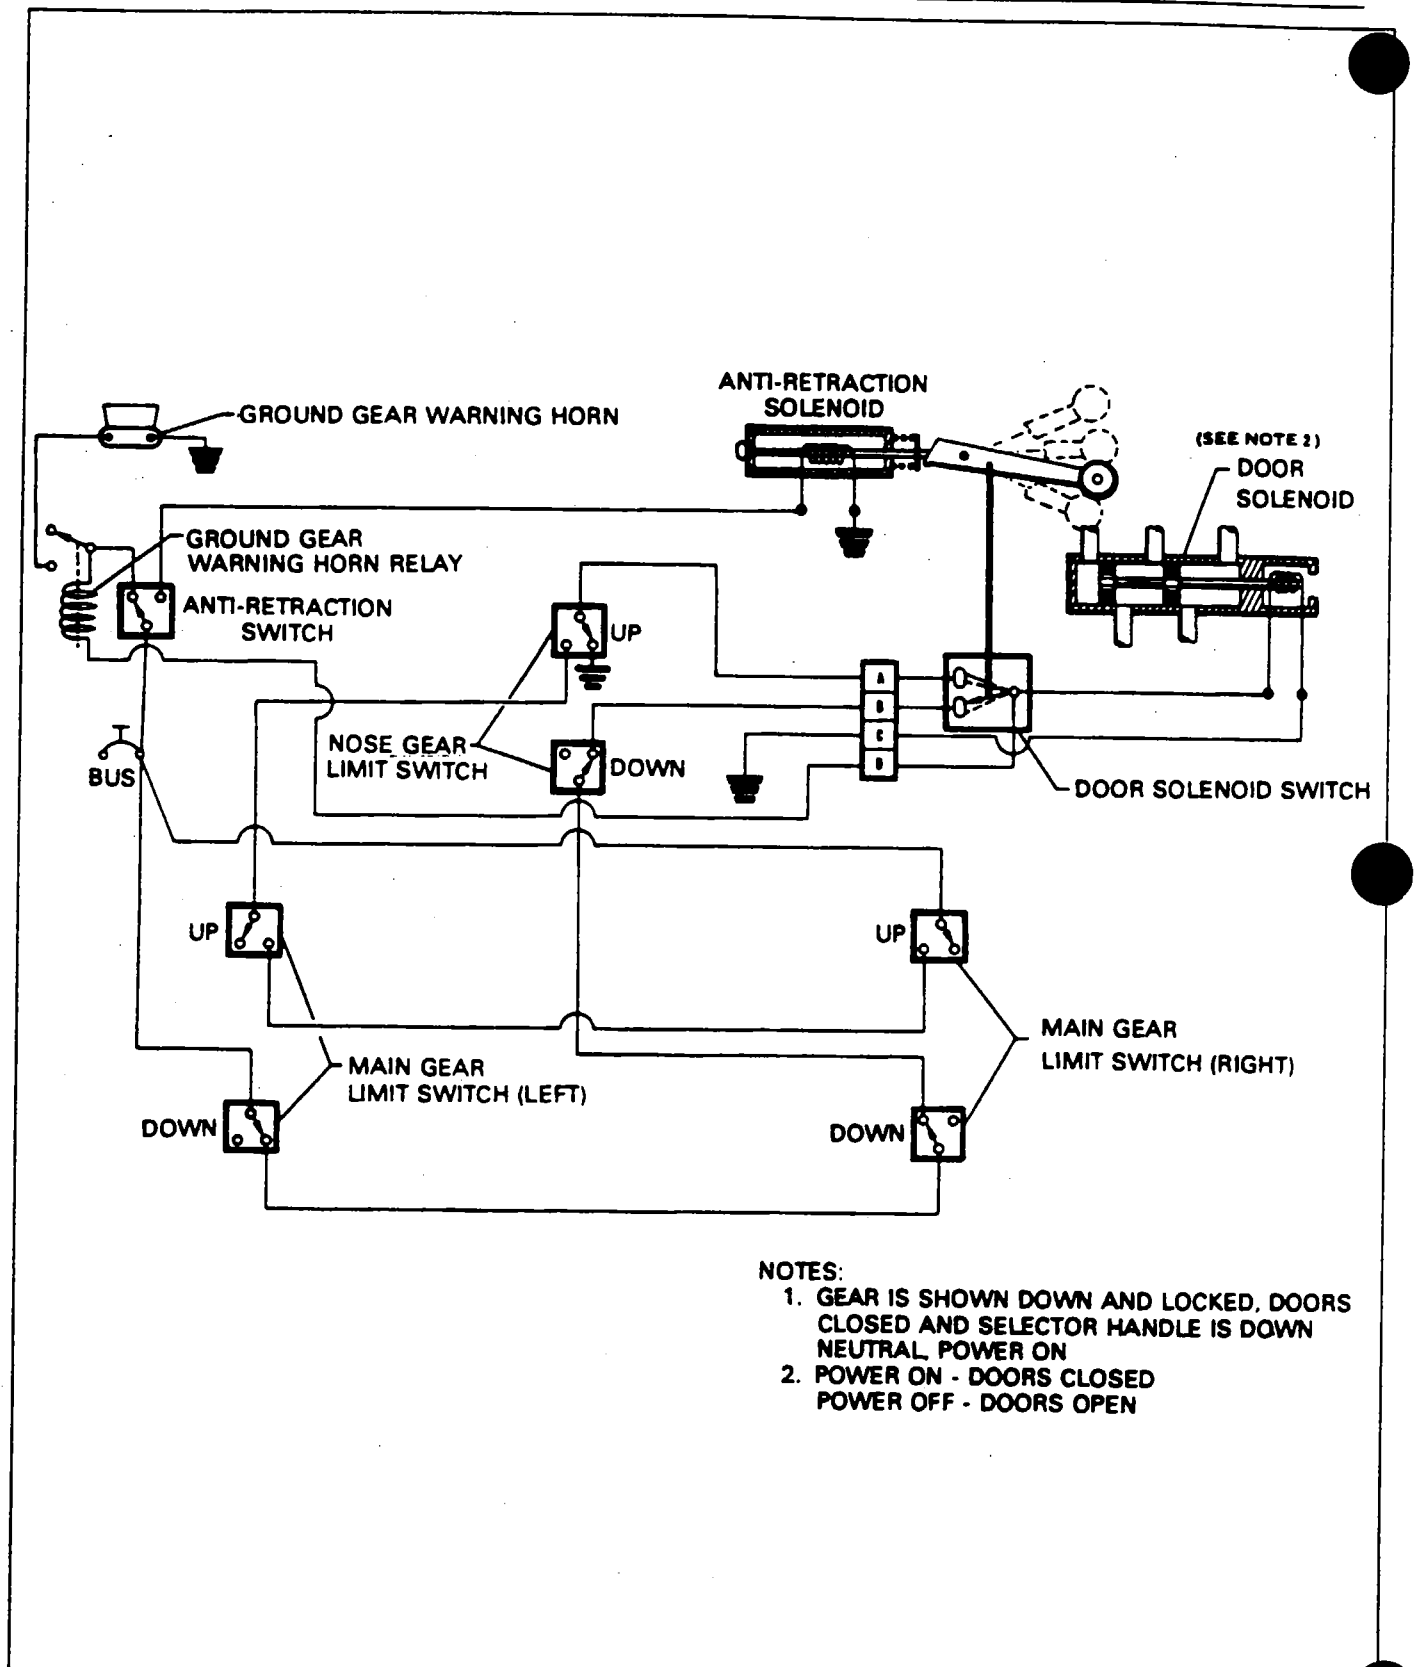 ANTI-RETRACTION
SOLENOID
GROUND GEAR WARNING HORN
(SEE NOTE 2)
DOOR
SOLENOID
GROUND GEAR
WARNING HORN RELAY
ANTI-RETRACTION
SWITCH
UP
A
B
C
D
NOSE GEAR
LIMIT SWITCH
DOWN
BUS
DOOR SOLENOID SWITCH
UP
UP
MAIN GEAR
LIMIT SWITCH (RIGHT)
MAIN GEAR
LIMIT SWITCH (LEFT)
DOWN
DOWN
NOTES:
1. GEAR IS SHOWN DOWN AND LOCKED, DOORS
CLOSED AND SELECTOR HANDLE IS DOWN
NEUTRAL, POWER ON
2. POWER ON - DOORS CLOSED
POWER OFF - DOORS OPEN